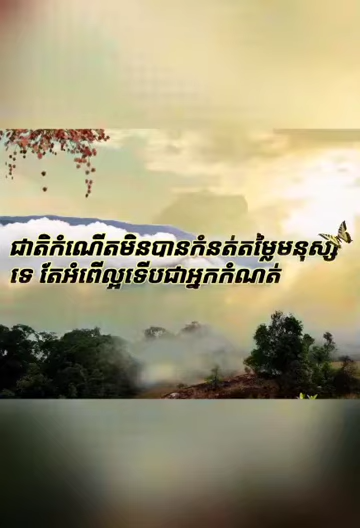 ជាតិកំណើតមិនបានកំនត់តម្លៃមនុស្ស
ទេ តែអំពើល្អទើបជាអ្នកកំណត់